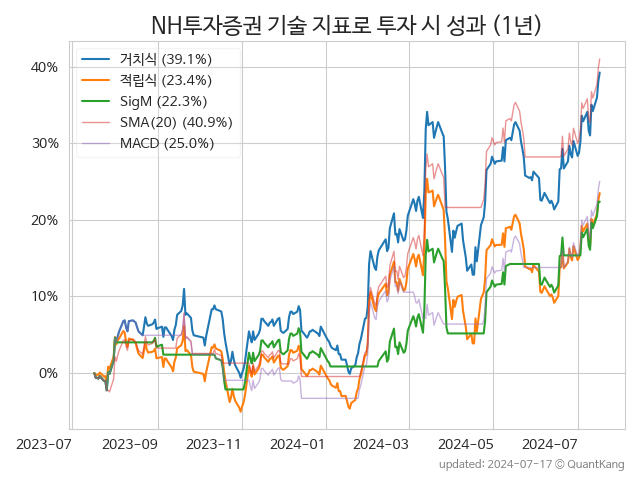 NH투자증권 기술 지표로 투자 시 성과 (1년)
거치식 (39.1%)
적립식 (23.4%)
SigM (22.3%)
SMA(20) (40.9%)
MACD (25.0%)
40%
30%
20%
10%
0%
2023-07 2023-09 2023-11 2024-01 2024-03 2024-05 2024-07
updated: 2024-07-17 © QuantKang